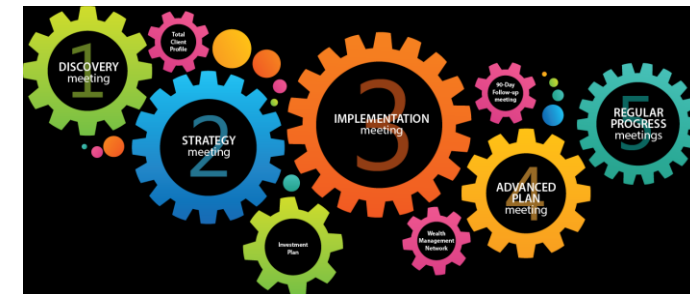 1
DISCOVERY
meeting
Total
Client
Profile
2
STRATEGY
meeting
Investment
Plan
3
IMPLEMENTATION
meeting
90-Day
Follow-up
meeting
Wealth
Management
Network
4
ADVANCED
PLAN
meeting
5
REGULAR
PROGRESS
meetings